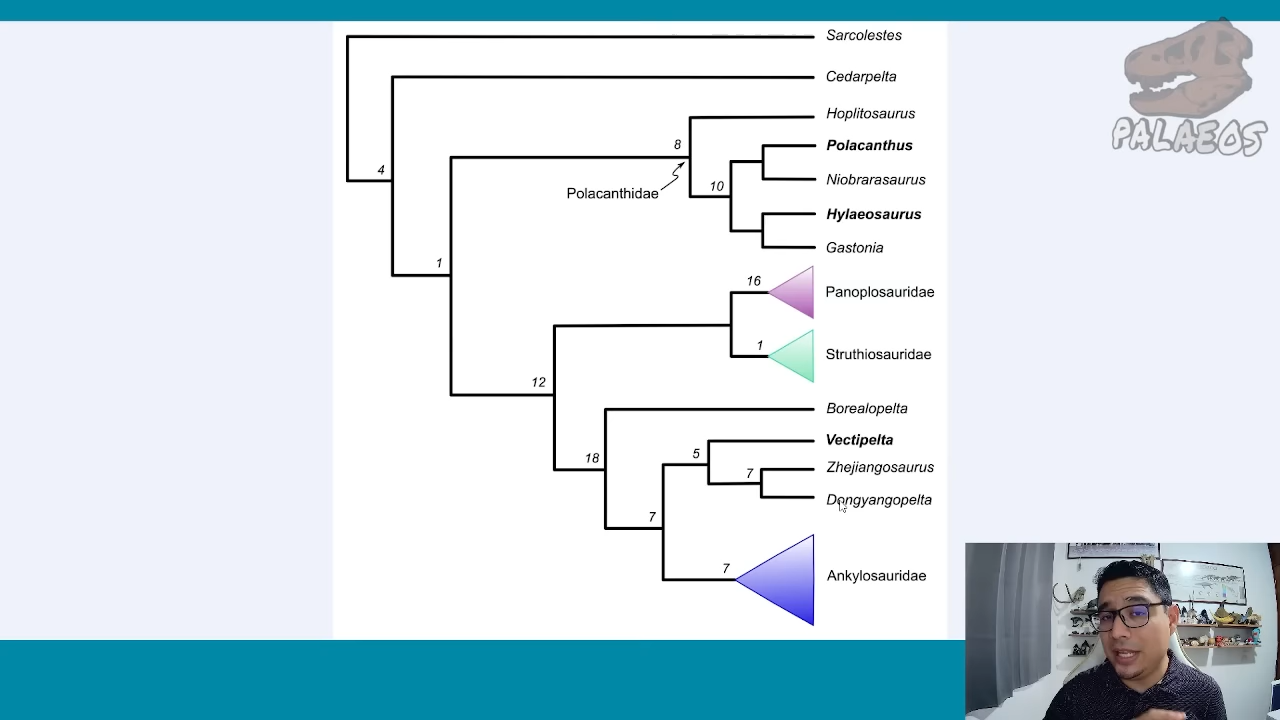 Sarcolestes
PALAEOS
Cedarpelta
Hoplitosaurus
8
Polacanthus
4
Niobrarasaurus
10
Polacanthidae
Hylaeosaurus
Gastonia
1
16
Panoplosauridae
1
Struthiosauridae
12
Borealopelta
Vectipelta
5
18
Zhejiangosaurus
7
Dongyangopelta
7
7
Ankylosauridae